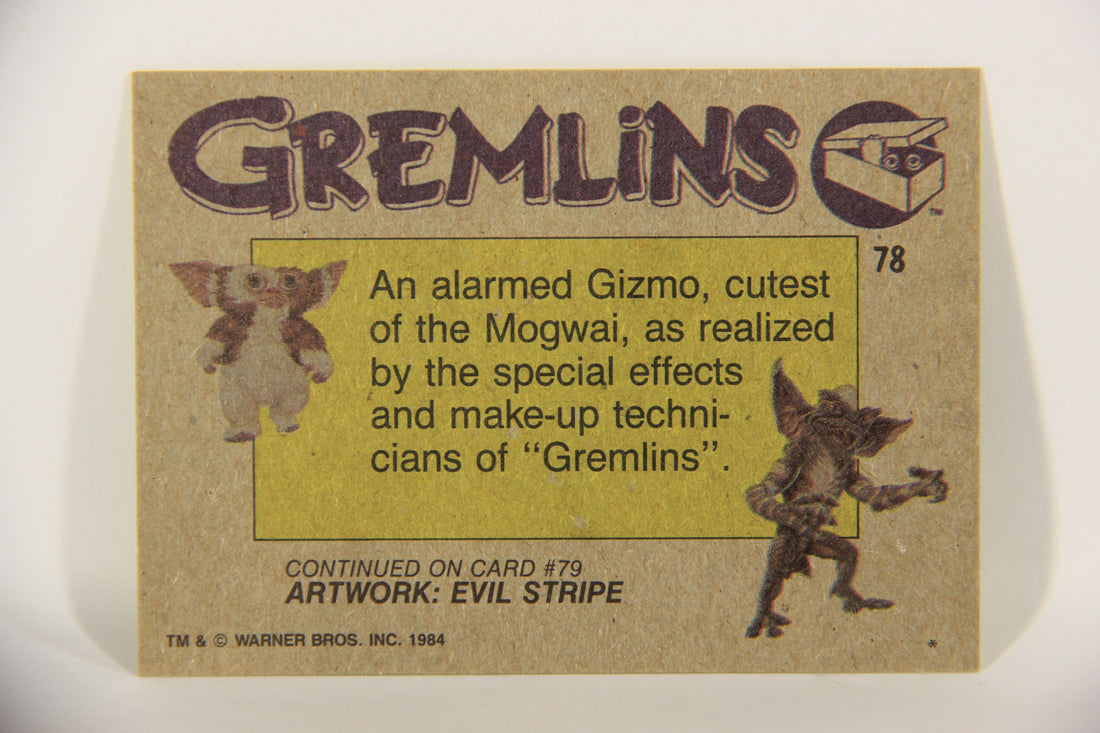 GREMLiNS
TM
78
An alarmed Gizmo, cutest
of the Mogwai, as realized
by the special effects
and make-up techni-
cians of “Gremlins”.
CONTINUED ON CARD #79
ARTWORK: EVIL STRIPE
TM & © WARNER BROS. INC. 1984
*